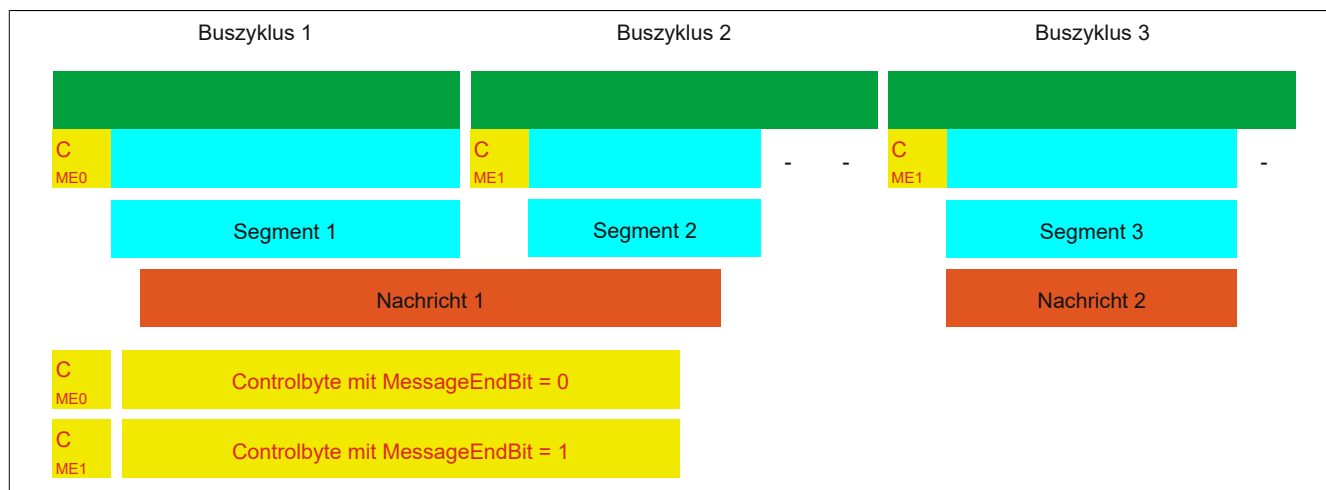 Buszyklus 1 Buszyklus 2 Buszyklus 3
C C - - C -
ME0 ME1 ME1
Segment 1 Segment 2 Segment 3
Nachricht 1 Nachricht 2
C
ME0 Controlbyte mit MessageEndBit = 0
C
ME1 Controlbyte mit MessageEndBit = 1